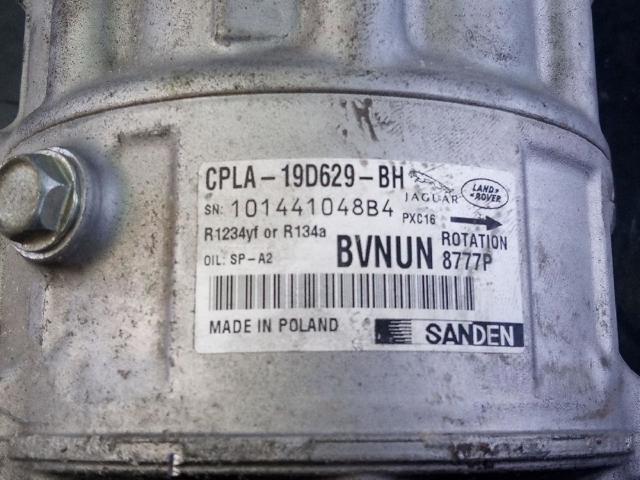 CPLA-19D629-BH
JAGUAR
LAND ROVER
SN: 101441048B4 PXC16
R1234yf or R134a
ROTATION
OIL: SP-A2 BVNUN 8777P
MADE IN POLAND SANDEN